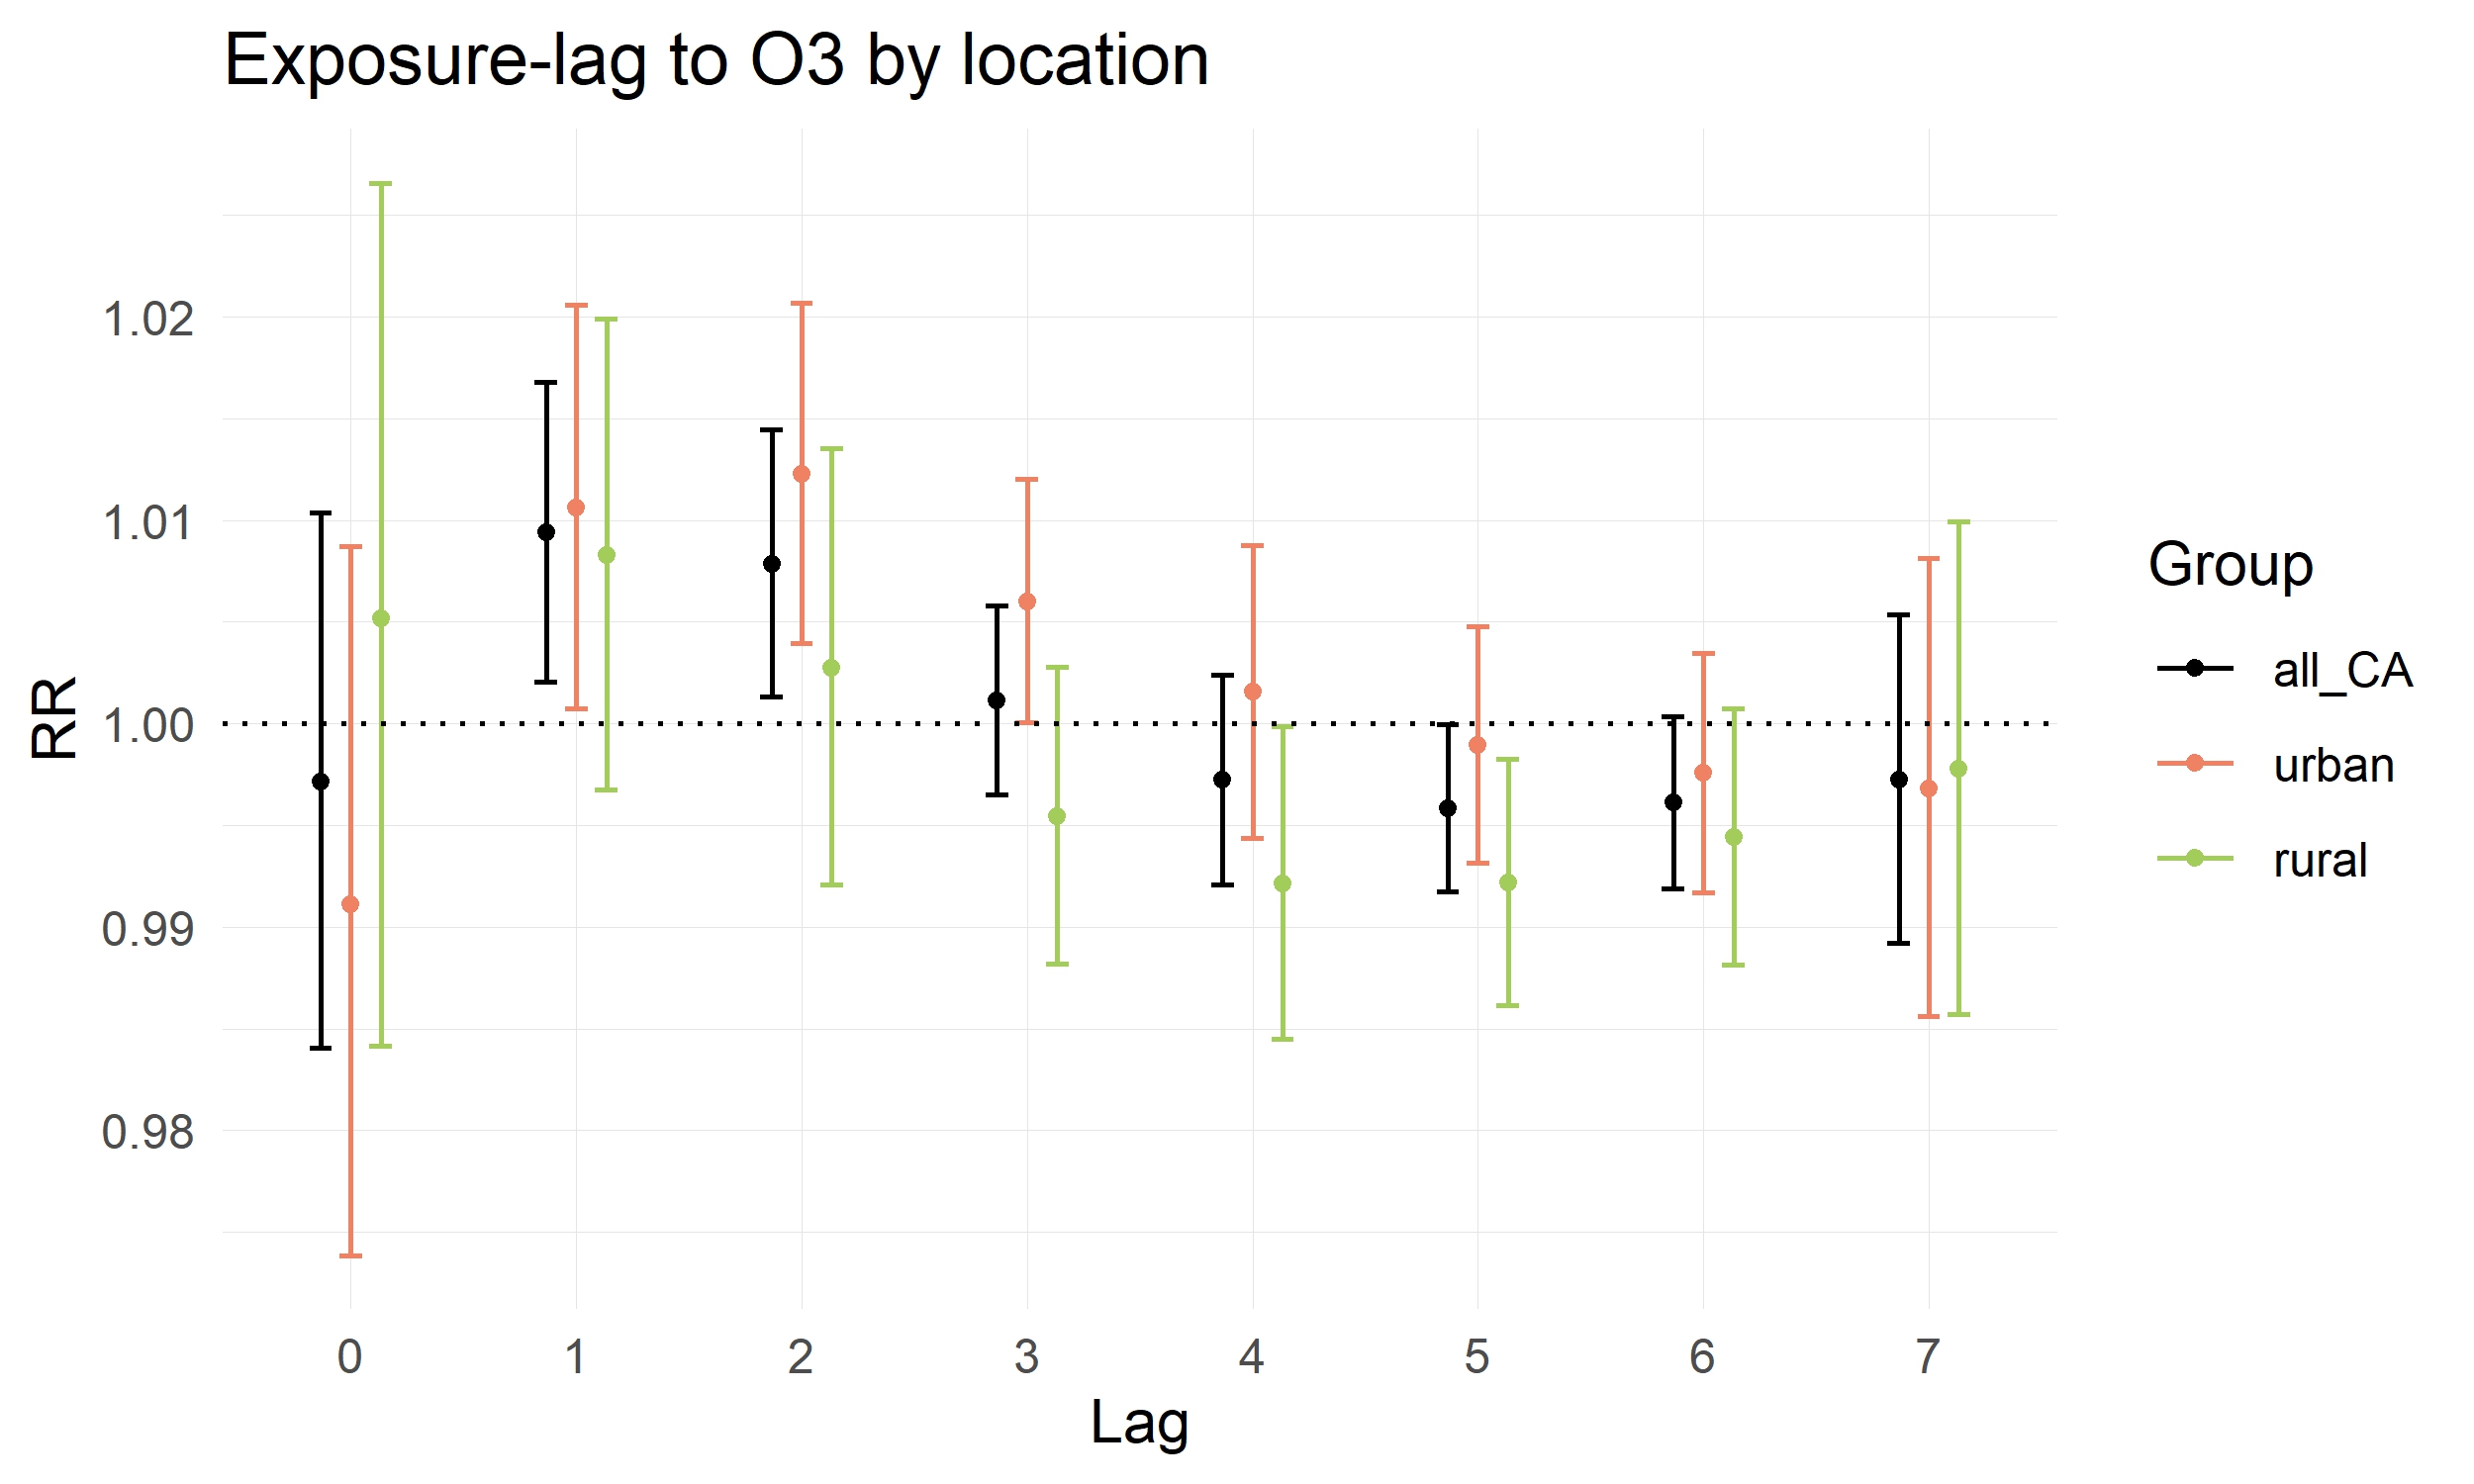 Exposure-lag to O3 by location
RR
1.02
1.01
1.00
0.99
0.98
0 1 2 3 4 5 6 7
Lag
Group
all_CA
urban
rural